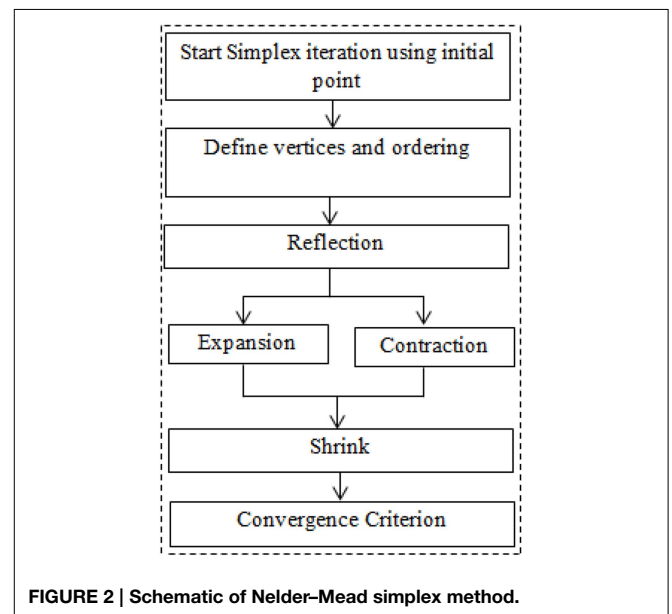 Start Simplex iteration using initial
point
Define vertices and ordering
Reflection
Expansion
Contraction
Shrink
Convergence Criterion
FIGURE 2 | Schematic of Nelder–Mead simplex method.